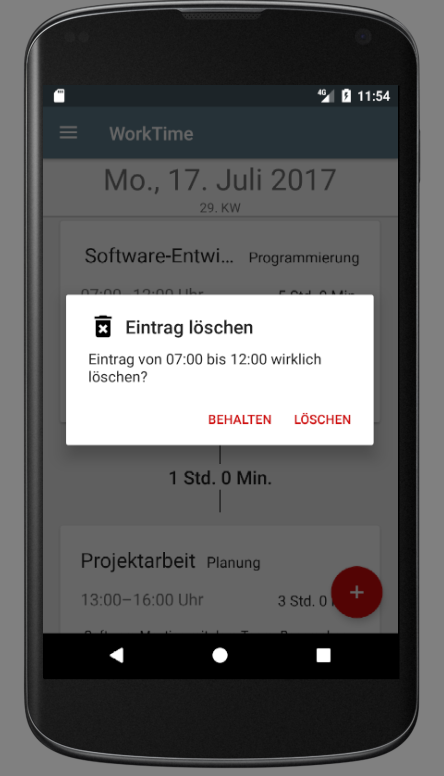 4G 11:54
WorkTime
Mo., 17. Juli 2017
29. KW
Software-Entwi... Programmierung
07:00–12:00 Uhr 5 Std. 0 Min.
Eintrag löschen
Eintrag von 07:00 bis 12:00 wirklich
löschen?
BEHALTEN LÖSCHEN
1 Std. 0 Min.
Projektarbeit Planung
13:00–16:00 Uhr 3 Std. 0
+